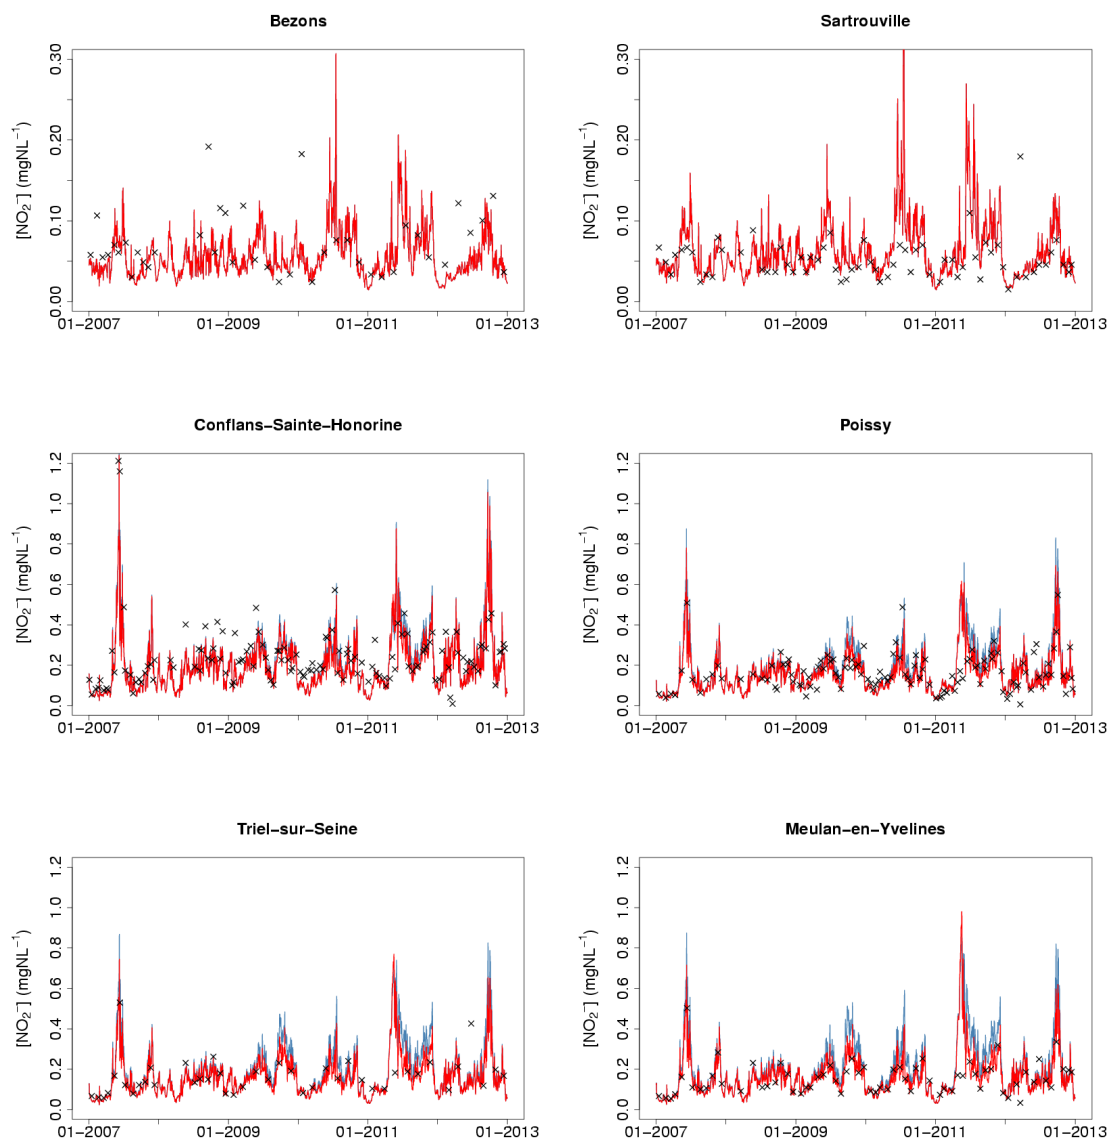 Bezons
Sartrouville
[NO₂⁻] (mgNL⁻¹)
0.00 0.10 0.20 0.30
01−2007 01−2009 01−2011 01−2013
[NO₂⁻] (mgNL⁻¹)
0.00 0.10 0.20 0.30
01−2007 01−2009 01−2011 01−2013
Conflans−Sainte−Honorine
Poissy
[NO₂⁻] (mgNL⁻¹)
0.0 0.2 0.4 0.6 0.8 1.0 1.2
01−2007 01−2009 01−2011 01−2013
[NO₂⁻] (mgNL⁻¹)
0.0 0.2 0.4 0.6 0.8 1.0 1.2
01−2007 01−2009 01−2011 01−2013
Triel−sur−Seine
Meulan−en−Yvelines
[NO₂⁻] (mgNL⁻¹)
0.0 0.2 0.4 0.6 0.8 1.0 1.2
01−2007 01−2009 01−2011 01−2013
[NO₂⁻] (mgNL⁻¹)
0.0 0.2 0.4 0.6 0.8 1.0 1.2
01−2007 01−2009 01−2011 01−2013